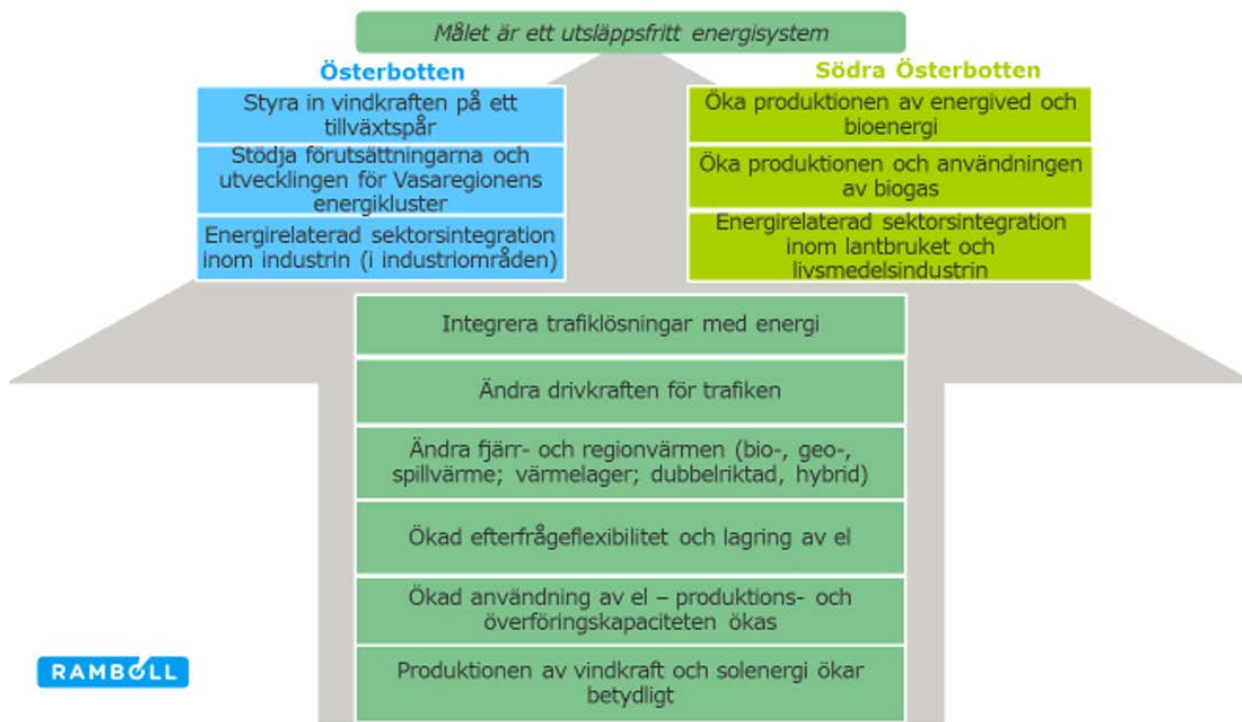 Målet är ett utsläppsfritt energisystem
Österbotten
Styra in vindkraften på ett
tillväxtspår
Stödja förutsättningarna och
utvecklingen för Vasaregionens
energikluster
Energirelaterad sektorsintegration
inom industrin (i industriområden)
Södra Österbotten
Öka produktionen av energived och
bioenergi
Öka produktionen och användningen
av biogas
Energirelaterad sektorsintegration
inom lantbruket och
livsmedelsindustrin
Integrera trafiklösningar med energi
Ändra drivkraften för trafiken
Ändra fjärr- och regionvärmen (bio-, geo-,
spillvärme; värmelager; dubbelriktad, hybrid)
Ökad efterfrågeflexibilitet och lagring av el
Ökad användning av el – produktions- och
överföringskapaciteten ökas
Produktionen av vindkraft och solenergi ökar
betydligt
RAMBOLL